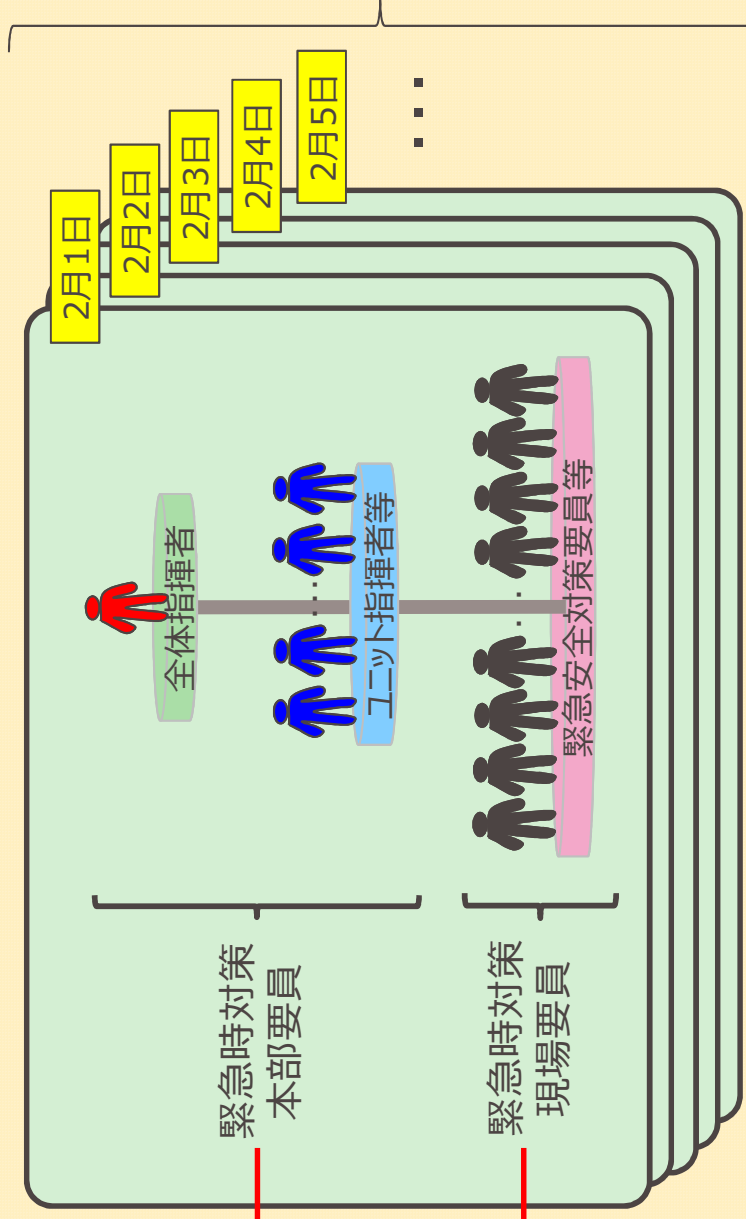 2月1日
2月2日
2月3日
2月4日
2月5日
・・・
全体指揮者
・・・
ユニット指揮者等
・・
緊急安全対策要員等
緊急時対策
本部要員
緊急時対策
現場要員